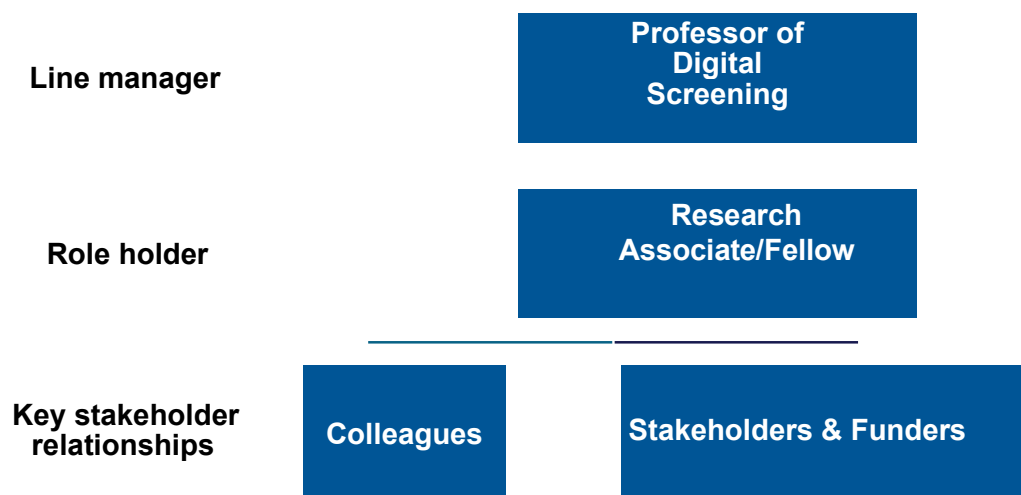 Line manager
Professor of
Digital
Screening
Role holder
Research
Associate/Fellow
Key stakeholder
relationships
Colleagues
Stakeholders & Funders